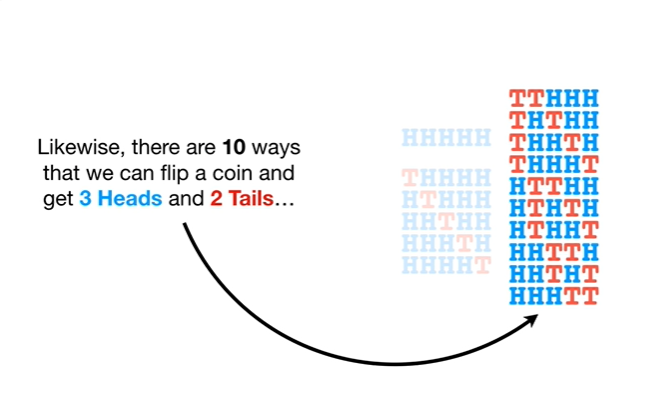 Likewise, there are 10 ways
that we can flip a coin and
get 3 Heads and 2 Tails…
HHHHH
THHHH
HTHHH
HHTHH
HHHTH
HHHHT
TTHHH
THTHH
THHTH
THHHT
HTTHH
HTHTH
HTHHT
HHTTH
HHTHT
HHHTT